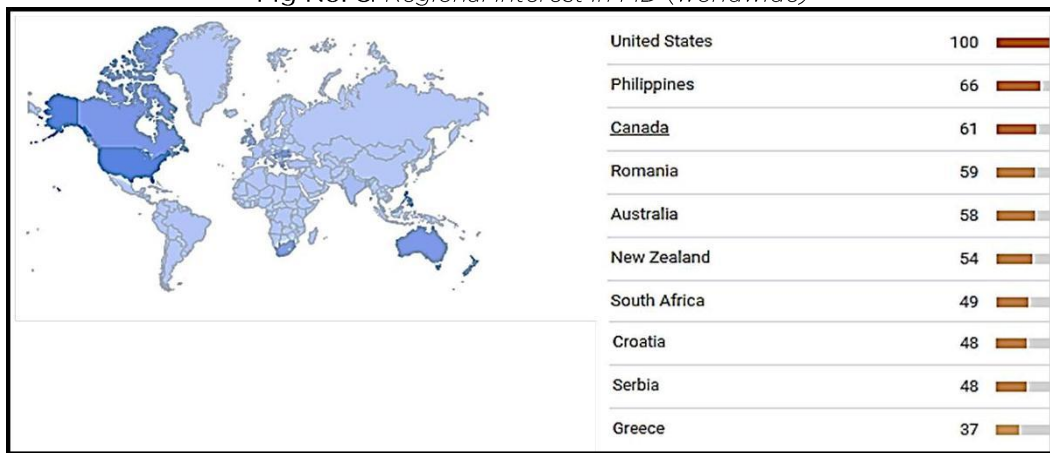 United States 100
Philippines 66
Canada 61
Romania 59
Australia 58
New Zealand 54
South Africa 49
Croatia 48
Serbia 48
Greece 37